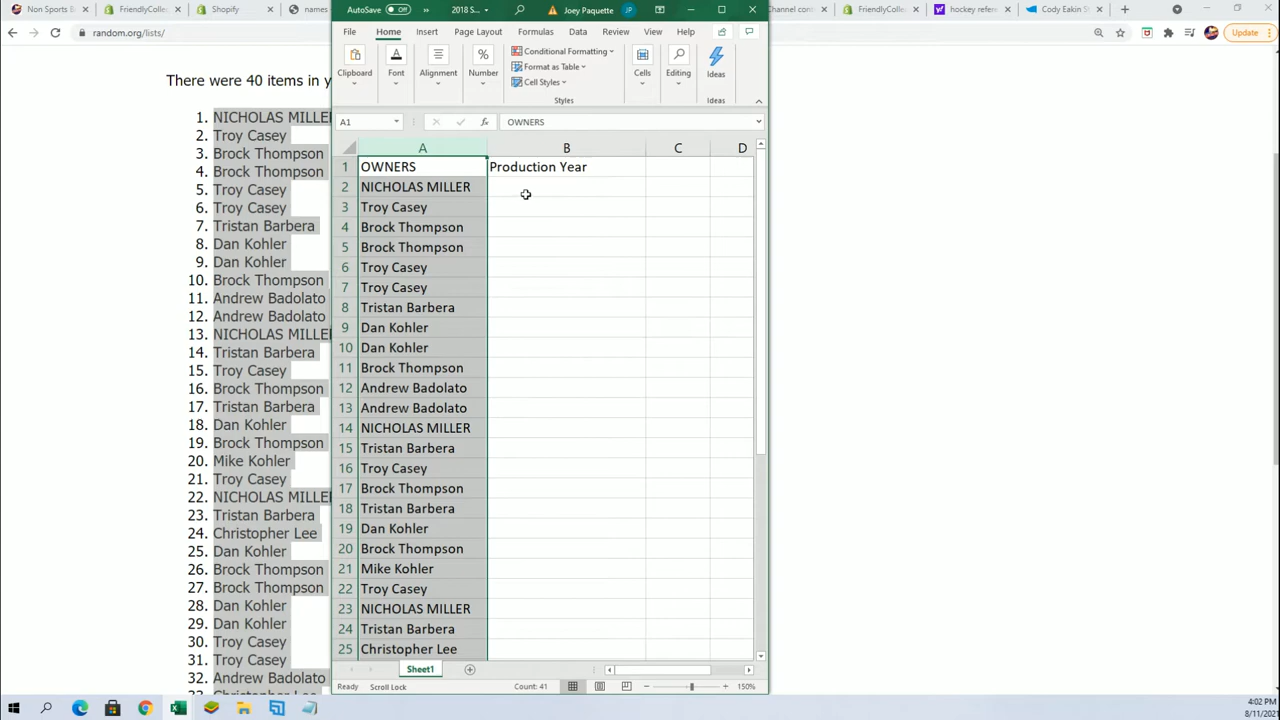 Non Sports B
FriendlyCollec
Shopify
names
AutoSave Off
2018 S...
Joey Paquette
JP
Channel conte
FriendlyCollec
hockey refere
Cody Eakin St
random.org/lists/
Update
There were 40 items in y
File Home Insert Page Layout Formulas Data Review View Help
Clipboard
Font
Alignment
Number
Conditional Formatting
Format as Table
Cell Styles
Styles
Cells
Editing
Ideas
Ideas
A1
fx
OWNERS
A B C D
1 OWNERS Production Year
2 NICHOLAS MILLER
3 Troy Casey
4 Brock Thompson
5 Brock Thompson
6 Troy Casey
7 Troy Casey
8 Tristan Barbera
9 Dan Kohler
10 Dan Kohler
11 Brock Thompson
12 Andrew Badolato
13 Andrew Badolato
14 NICHOLAS MILLER
15 Tristan Barbera
16 Troy Casey
17 Brock Thompson
18 Tristan Barbera
19 Dan Kohler
20 Brock Thompson
21 Mike Kohler
22 Troy Casey
23 NICHOLAS MILLER
24 Tristan Barbera
25 Christopher Lee
1. NICHOLAS MILLER
2. Troy Casey
3. Brock Thompson
4. Brock Thompson
5. Troy Casey
6. Troy Casey
7. Tristan Barbera
8. Dan Kohler
9. Dan Kohler
10. Brock Thompson
11. Andrew Badolato
12. Andrew Badolato
13. NICHOLAS MILLER
14. Tristan Barbera
15. Troy Casey
16. Brock Thompson
17. Tristan Barbera
18. Dan Kohler
19. Brock Thompson
20. Mike Kohler
21. Troy Casey
22. NICHOLAS MILLER
23. Tristan Barbera
24. Christopher Lee
25. Dan Kohler
26. Brock Thompson
27. Brock Thompson
28. Dan Kohler
29. Dan Kohler
30. Troy Casey
31. Troy Casey
32. Andrew Badolato
33. Christopher Lee
Sheet1
Ready
Scroll Lock
Count: 41
150%
4:02 PM
8/11/2021